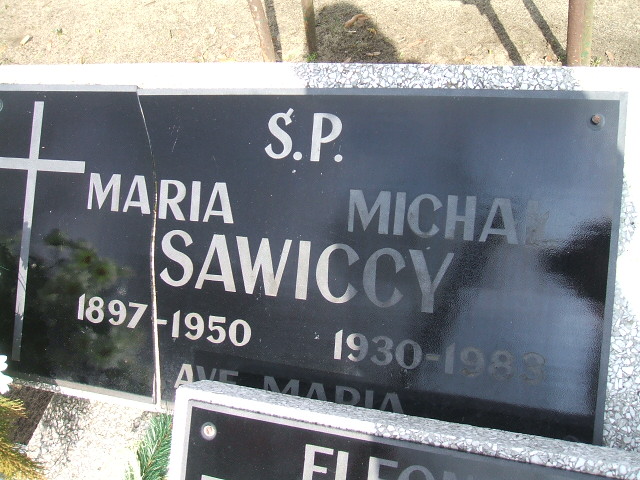 Ś.P.
MARIA MICHAŁ
SAWICCY
1897-1950 1930-1983
AVE MARIA